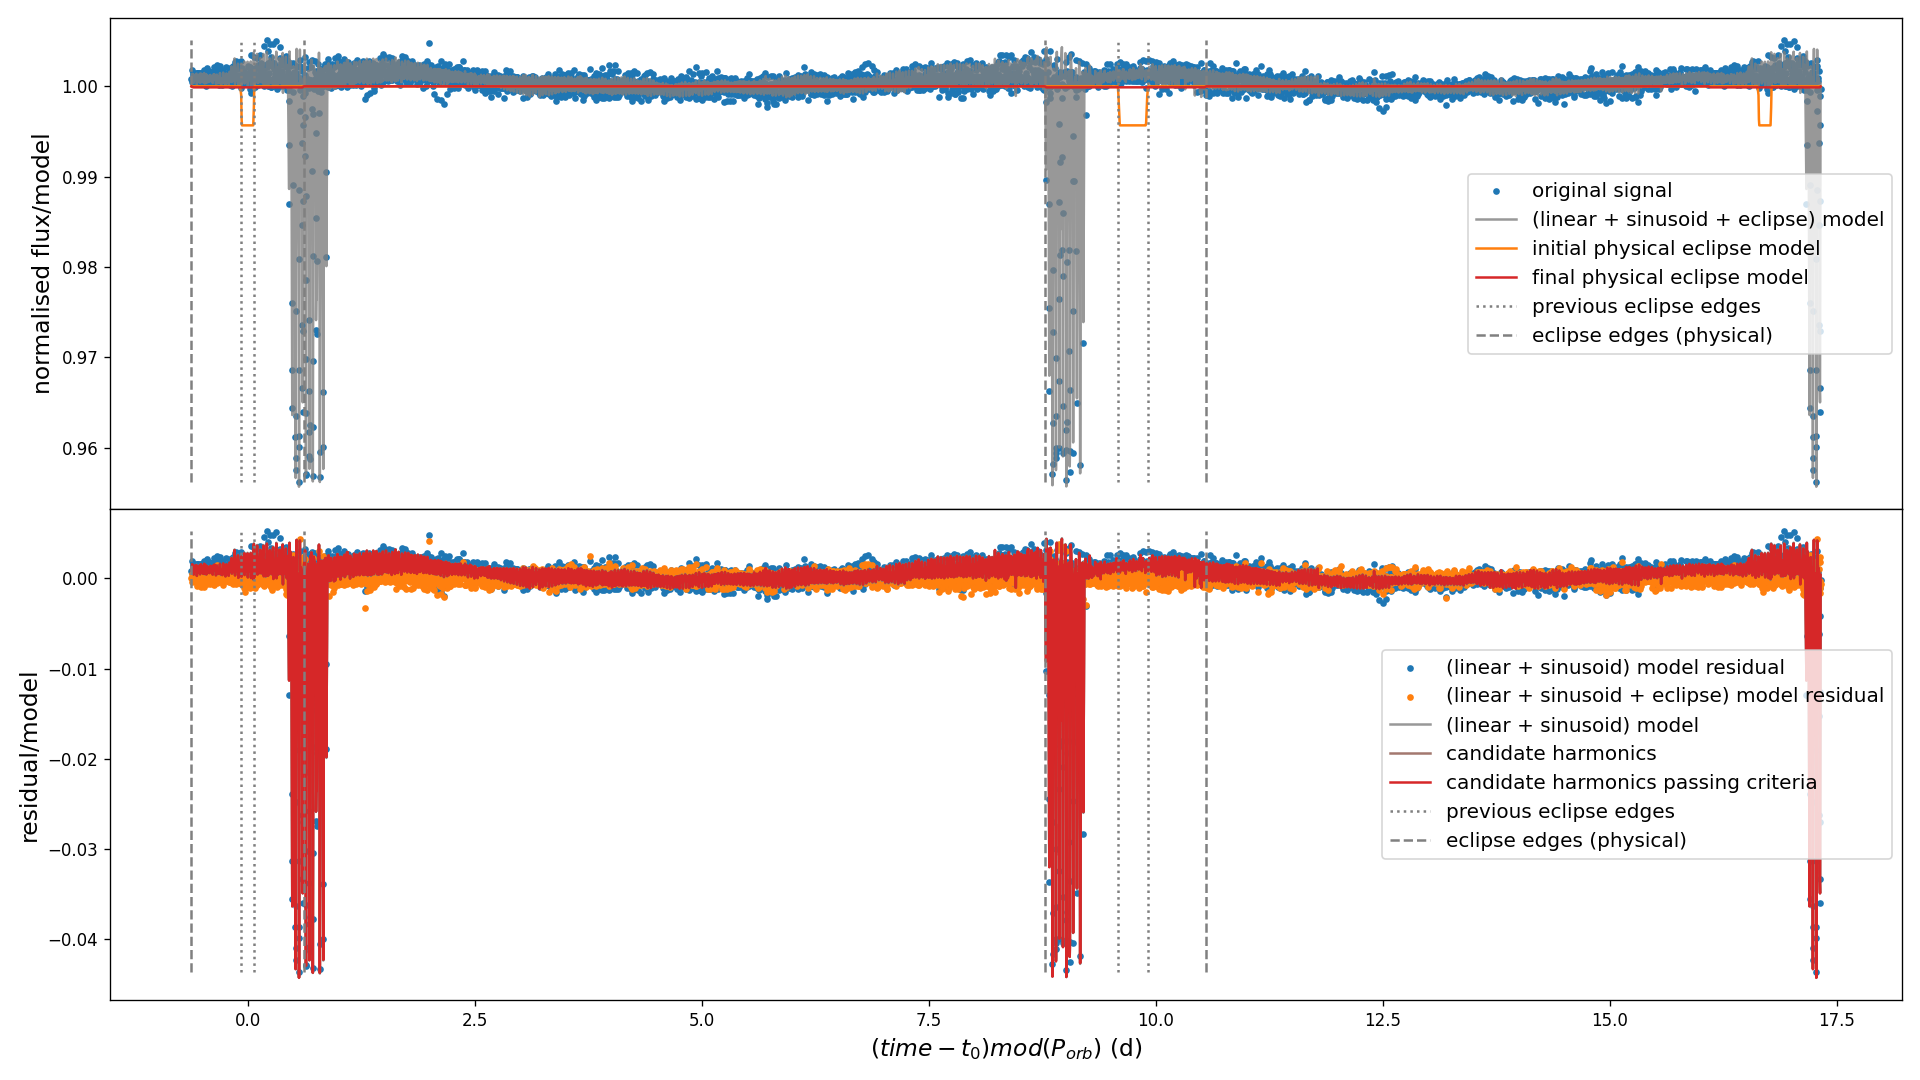 normalised flux/model
1.00
0.99
0.98
0.97
0.96
original signal
(linear + sinusoid + eclipse) model
initial physical eclipse model
final physical eclipse model
previous eclipse edges
eclipse edges (physical)
residual/model
0.00
−0.01
−0.02
−0.03
−0.04
(linear + sinusoid) model residual
(linear + sinusoid + eclipse) model residual
(linear + sinusoid) model
candidate harmonics
candidate harmonics passing criteria
previous eclipse edges
eclipse edges (physical)
0.0 2.5 5.0 7.5 10.0 12.5 15.0 17.5
(time − t₀)mod(Pₒᵣb) (d)